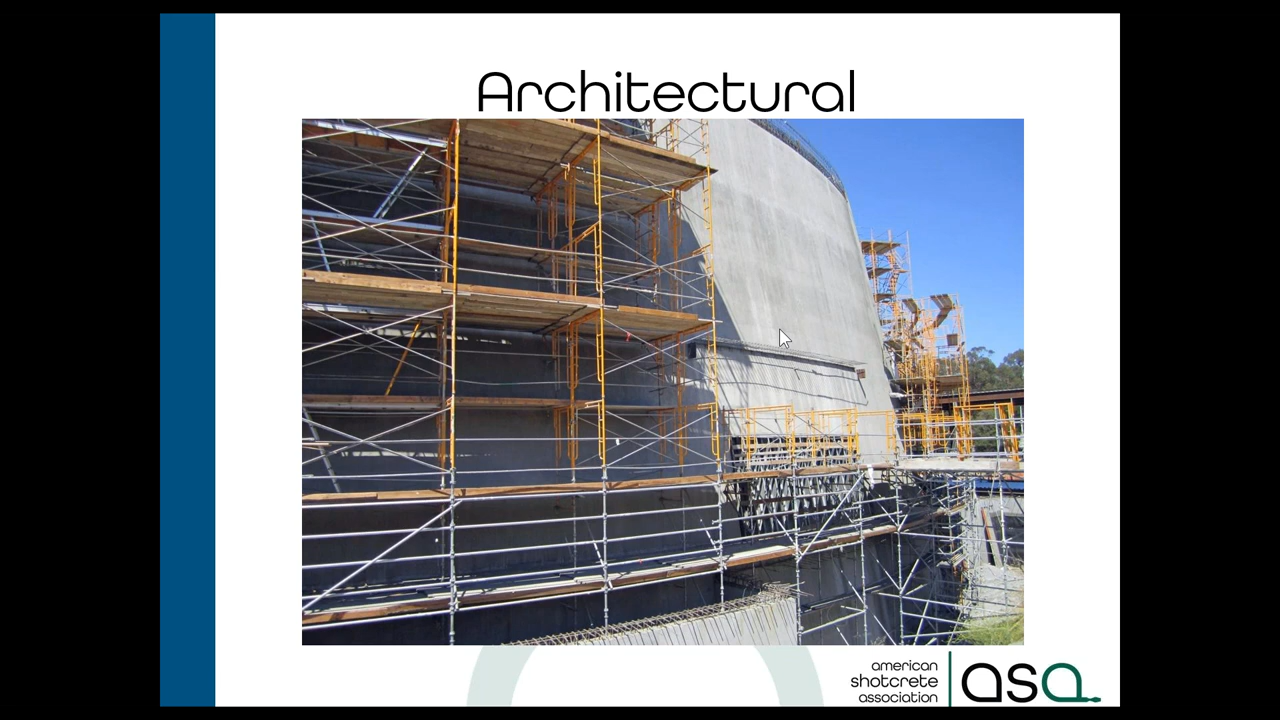 Architectural
american
shotcrete
association
asa